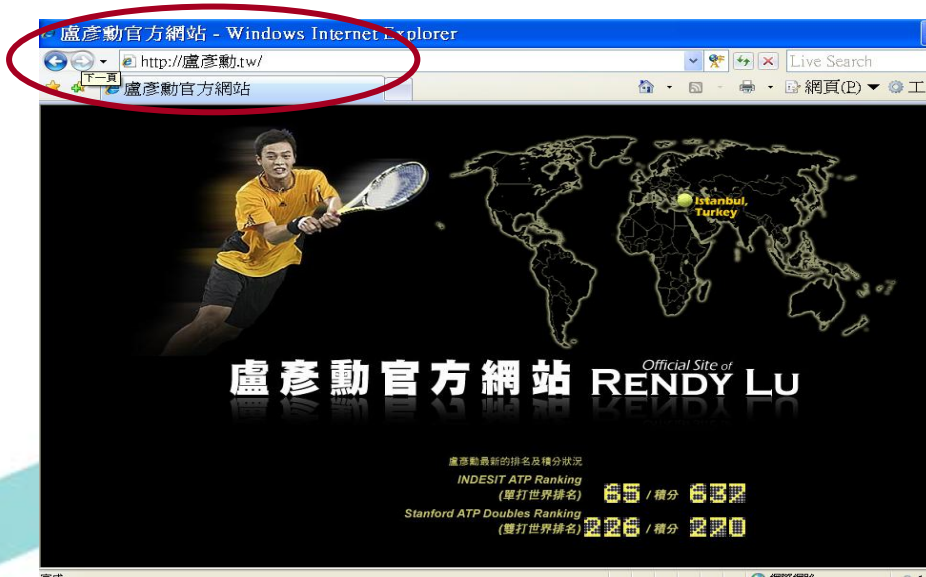 盧彥勳官方網站 - Windows Internet Explorer
http://盧彥勳.tw/
Live Search
下一頁
盧彥勳官方網站
網頁(P)
工
Istanbul,
Turkey
盧彥勳官方網站 Official Site of RENDY LU
盧彥勳最新的排名及積分狀況
INDESIT ATP Ranking
(單打世界排名) 65 / 積分 632
Stanford ATP Doubles Ranking
(雙打世界排名) 226 / 積分 270